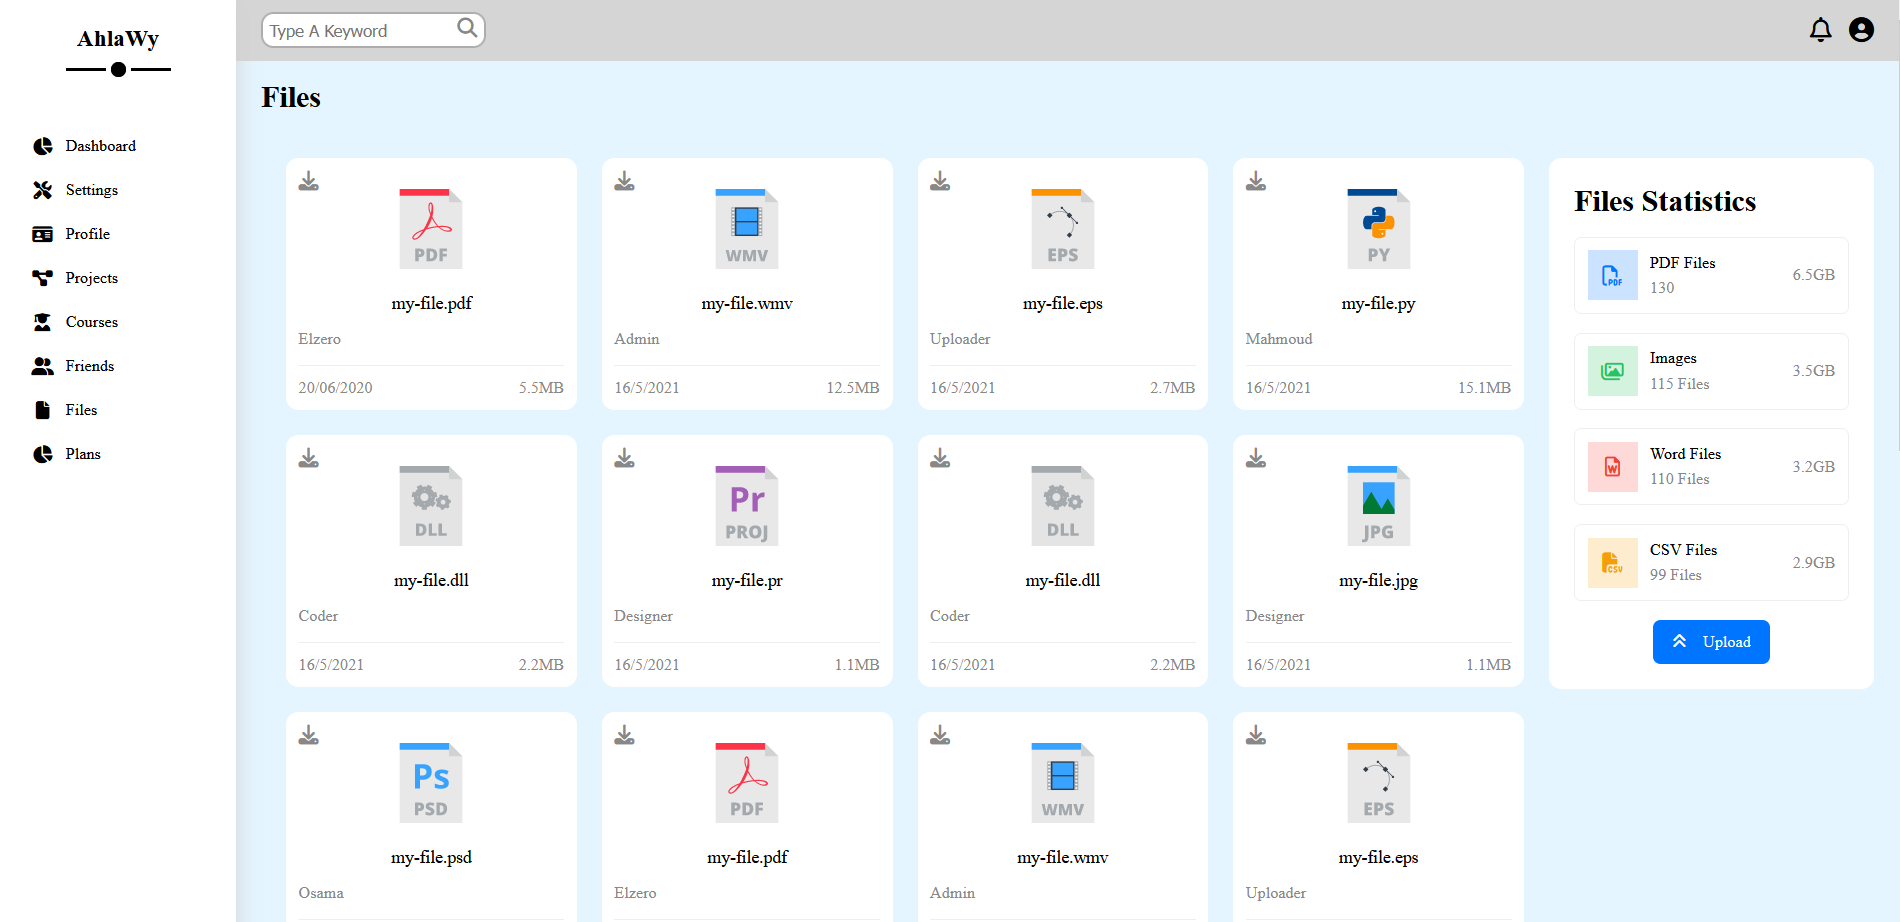 AhlaWy
Type A Keyword
Dashboard
Settings
Profile
Projects
Courses
Friends
Files
Plans
Files
PDF
my-file.pdf
Elzero
20/06/2020 5.5MB
WMV
my-file.wmv
Admin
16/5/2021 12.5MB
EPS
my-file.eps
Uploader
16/5/2021 2.7MB
PY
my-file.py
Mahmoud
16/5/2021 15.1MB
DLL
my-file.dll
Coder
16/5/2021 2.2MB
Pr
PROJ
my-file.pr
Designer
16/5/2021 1.1MB
DLL
my-file.dll
Coder
16/5/2021 2.2MB
JPG
my-file.jpg
Designer
16/5/2021 1.1MB
Ps
PSD
my-file.psd
Osama
PDF
my-file.pdf
Elzero
WMV
my-file.wmv
Admin
EPS
my-file.eps
Uploader
Files Statistics
PDF
PDF Files
130
6.5GB
Images
115 Files
3.5GB
W
Word Files
110 Files
3.2GB
CSV
CSV Files
99 Files
2.9GB
Upload